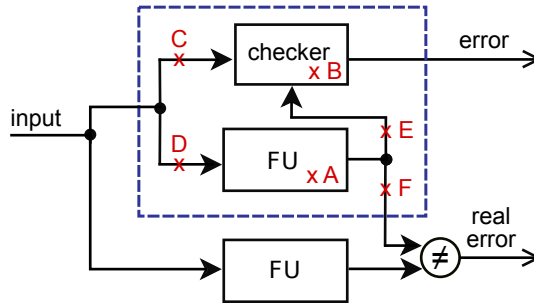 C
checker
x B
error
input
x E
D
FU
x A
x F
real
error
FU
≠